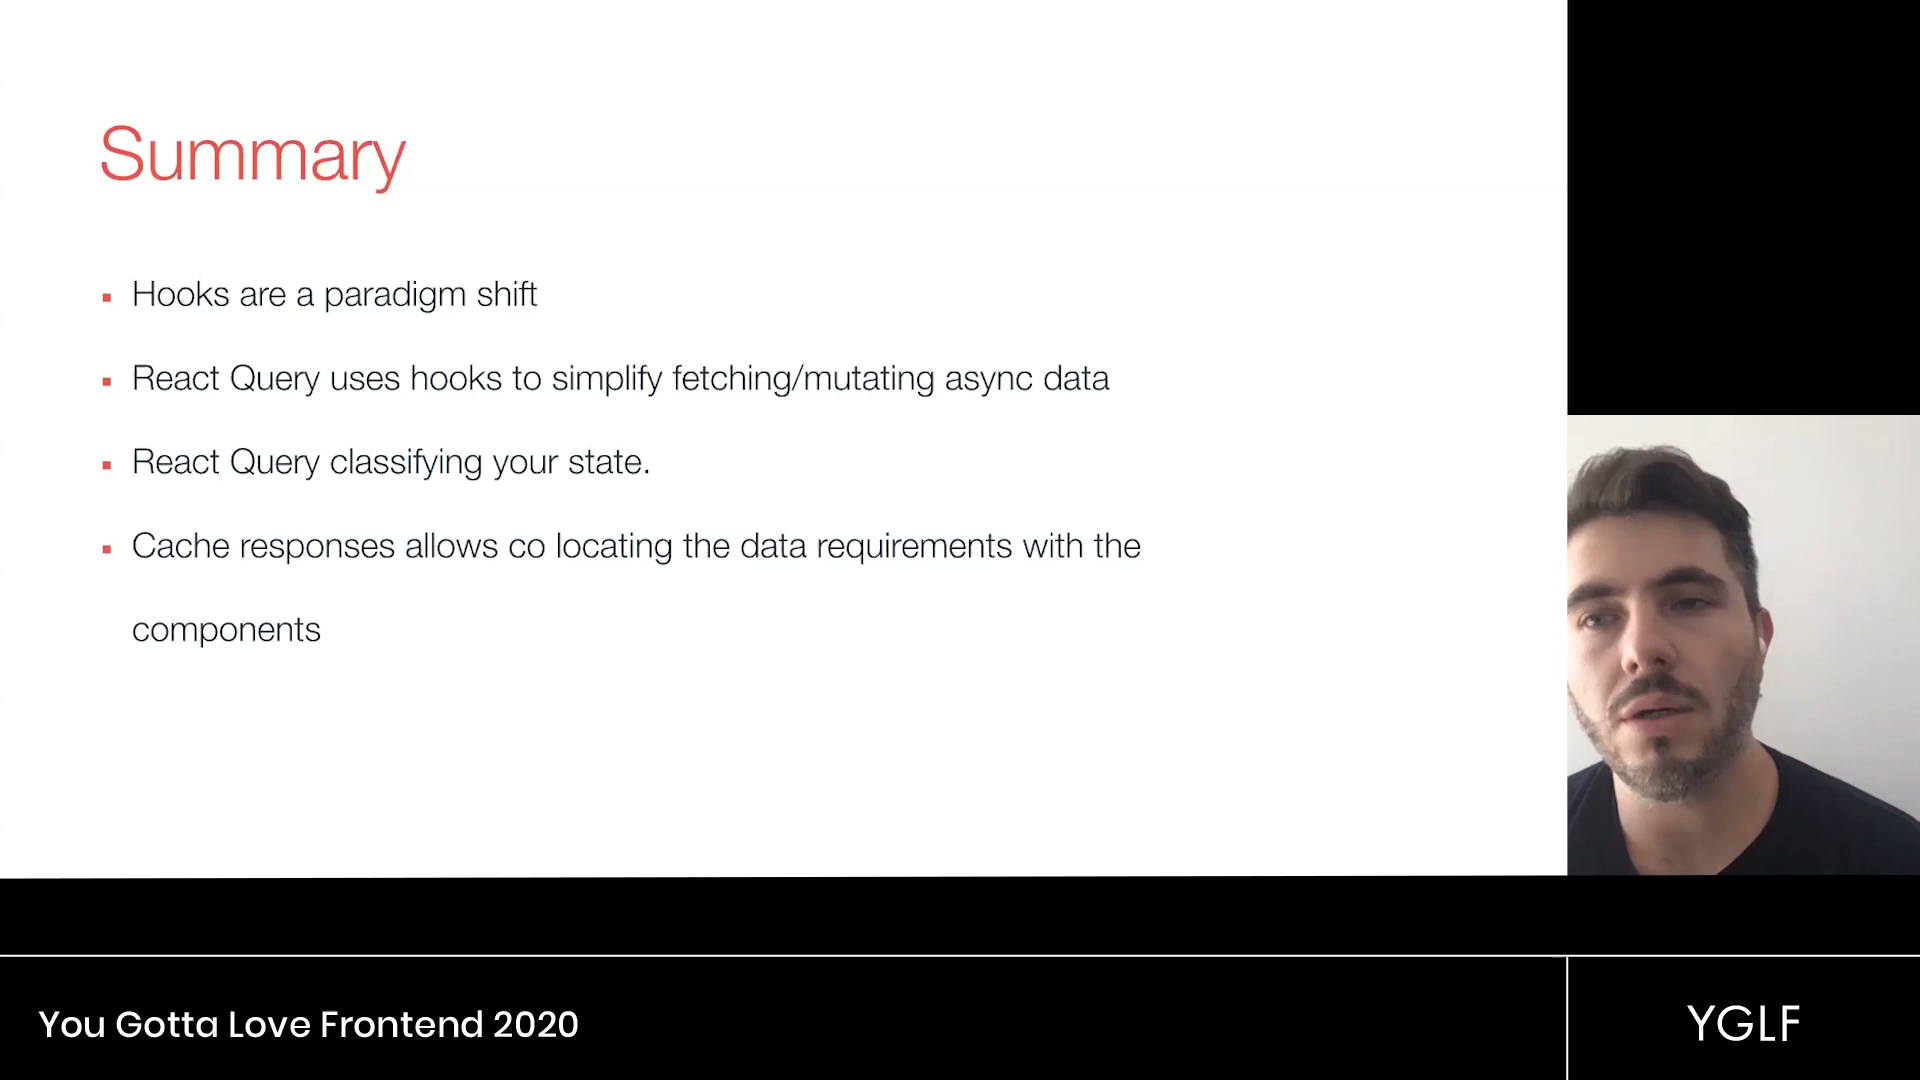 Summary
Hooks are a paradigm shift
React Query uses hooks to simplify fetching/mutating async data
React Query classifying your state.
Cache responses allows co locating the data requirements with the
components
You Gotta Love Frontend 2020
YGLF